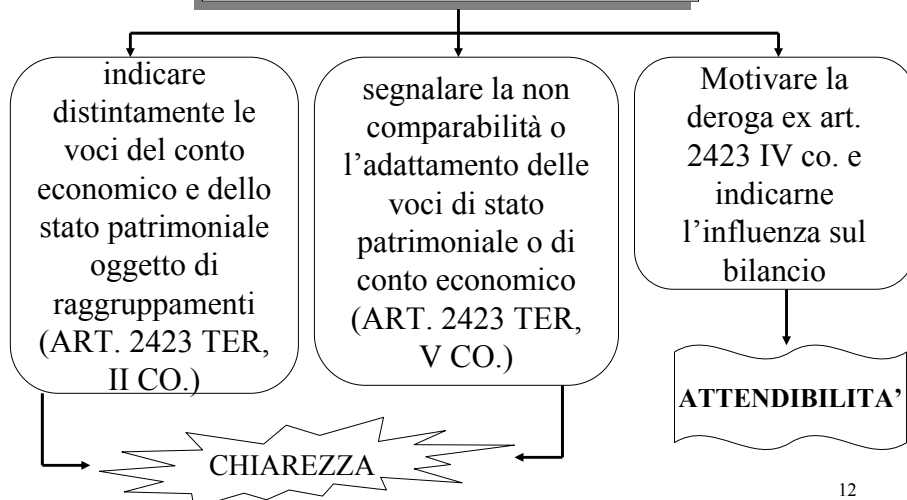 indicare
distintamente le
voci del conto
economico e dello
stato patrimoniale
oggetto di
raggruppamenti
(ART. 2423 TER,
II CO.)
segnalare la non
comparabilità o
l’adattamento delle
voci di stato
patrimoniale o di
conto economico
(ART. 2423 TER,
V CO.)
Motivare la
deroga ex art.
2423 IV co. e
indicarne
l’influenza sul
bilancio
ATTENDIBILITA’
CHIAREZZA
12